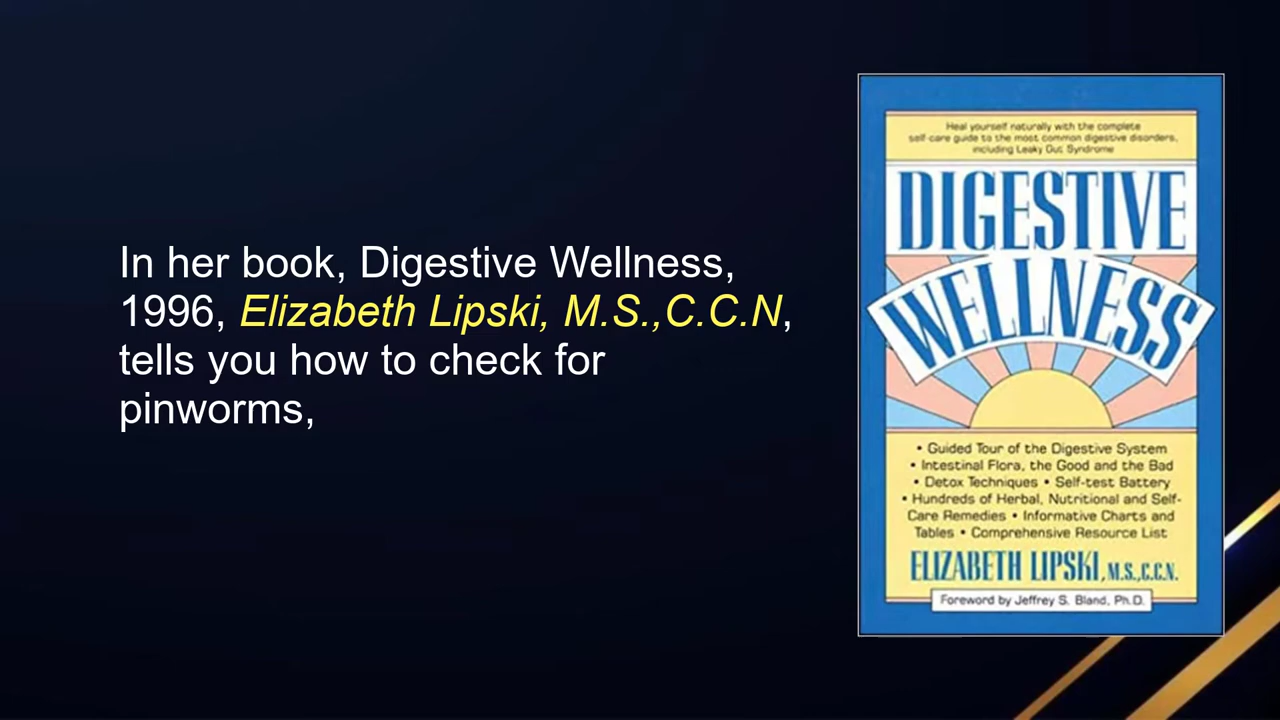 In her book, Digestive Wellness,
1996, Elizabeth Lipski, M.S.,C.C.N,
tells you how to check for
pinworms,
Heal yourself naturally with the complete
self-care guide to the most common digestive disorders,
including Leaky Gut Syndrome
DIGESTIVE
WELLNESS
• Guided Tour of the Digestive System
• Intestinal Flora, the Good and the Bad
• Detox Techniques • Self-test Battery
• Hundreds of Herbal, Nutritional and Self-
Care Remedies • Informative Charts and
Tables • Comprehensive Resource List
ELIZABETH LIPSKI, M.S.,C.C.N.
Foreword by Jeffrey S. Bland, Ph.D.